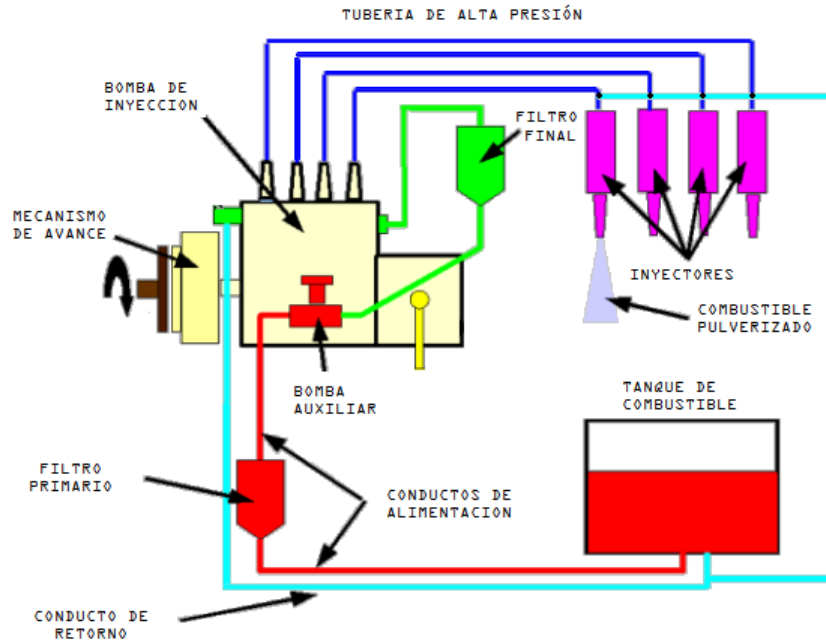 TUBERIA DE ALTA PRESIÓN
BOMBA DE
INYECCION
FILTRO
FINAL
MECANISMO
DE AVANCE
INYECTORES
COMBUSTIBLE
PULVERIZADO
BOMBA
AUXILIAR
TANQUE DE
COMBUSTIBLE
FILTRO
PRIMARIO
CONDUCTOS DE
ALIMENTACION
CONDUCTO DE
RETORNO